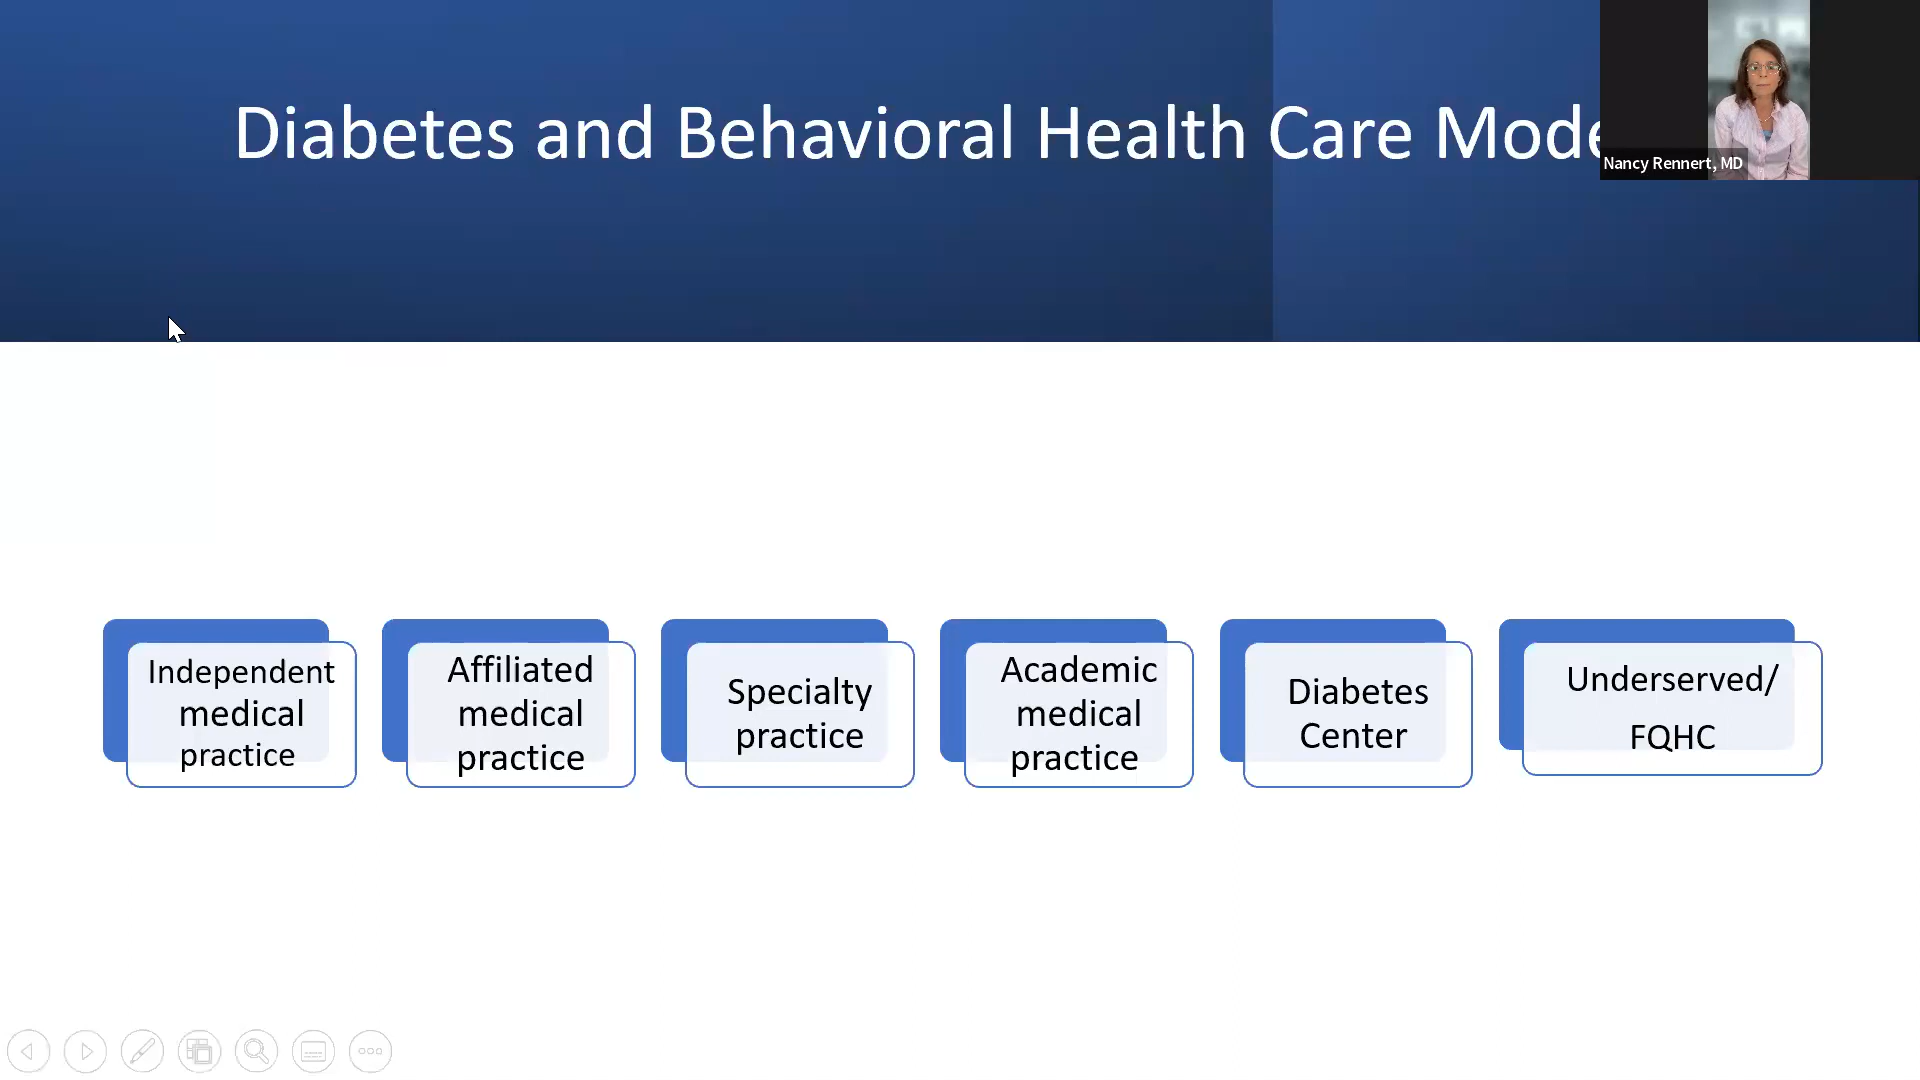 Diabetes and Behavioral Health Care Mode
Nancy Rennert, MD
Independent
medical
practice
Affiliated
medical
practice
Specialty
practice
Academic
medical
practice
Diabetes
Center
Underserved/
FQHC